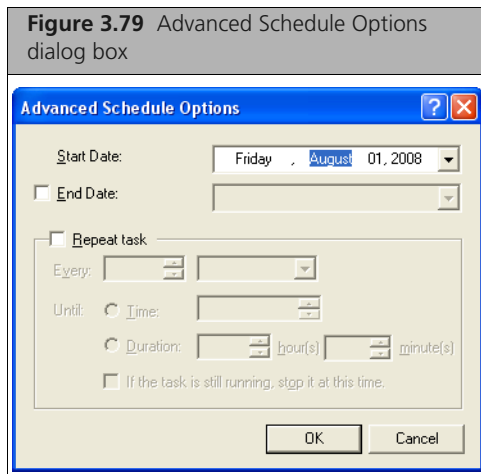 Figure 3.79 Advanced Schedule Options
dialog box
Advanced Schedule Options
Start Date: Friday , August 01, 2008
End Date:
Repeat task
Every:
Until: Time:
Duration: hour(s) minute(s)
If the task is still running, stop it at this time.
OK Cancel